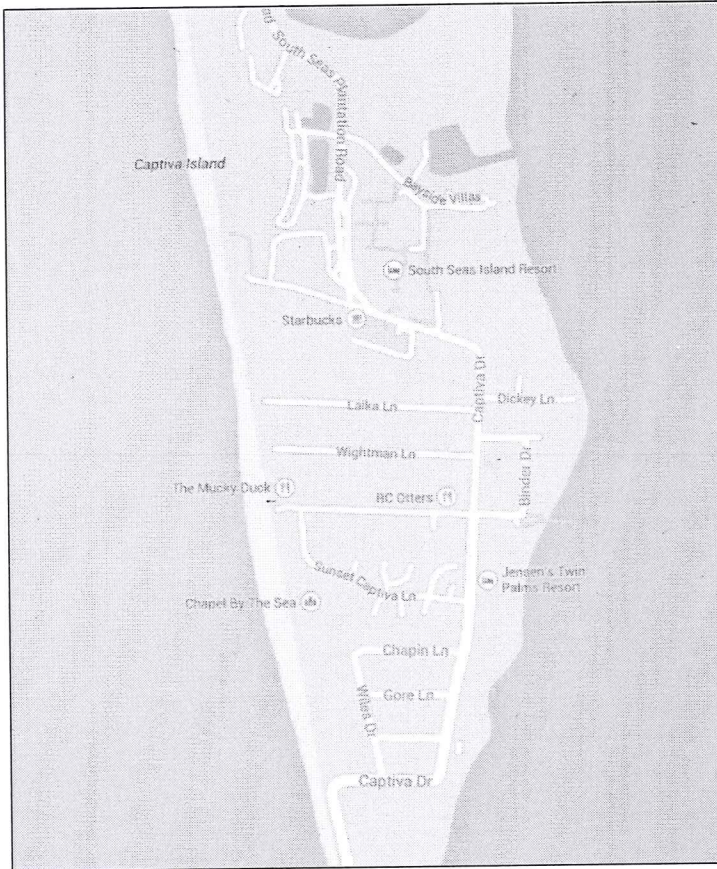 South Seas Plantation Road
Captiva Island
Bayside Villas
South Seas Island Resort
Starbucks
Captiva Dr
Dickey Ln
Laika Ln
Wightman Ln
Binder Dr
The Mucky Duck
RC Otters
Sunset Captiva Ln
Jensen's Twin
Palms Resort
Chapel By The Sea
Chapin Ln
Gore Ln
Wiles Dr
Captiva Dr